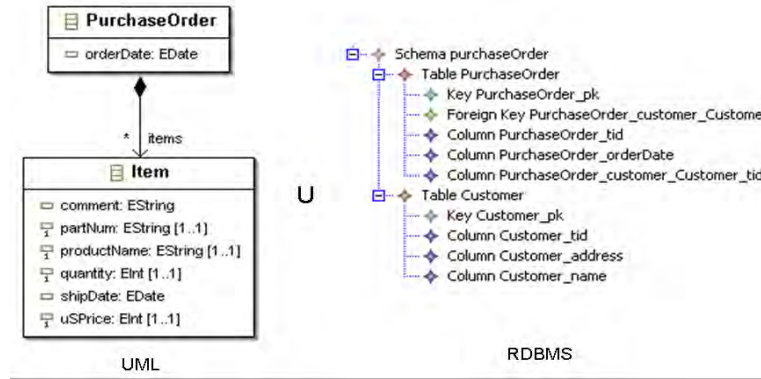 PurchaseOrder
orderDate: EDate
* items
Item
comment: EString
partNum: EString [1..1]
productName: EString [1..1]
quantity: EInt [1..1]
shipDate: EDate
uSPrice: EInt [1..1]
UML
U
Schema purchaseOrder
Table PurchaseOrder
Key PurchaseOrder_pk
Foreign Key PurchaseOrder_customer_Custome
Column PurchaseOrder_tid
Column PurchaseOrder_orderDate
Column PurchaseOrder_customer_Customer_tid
Table Customer
Key Customer_pk
Column Customer_tid
Column Customer_address
Column Customer_name
RDBMS